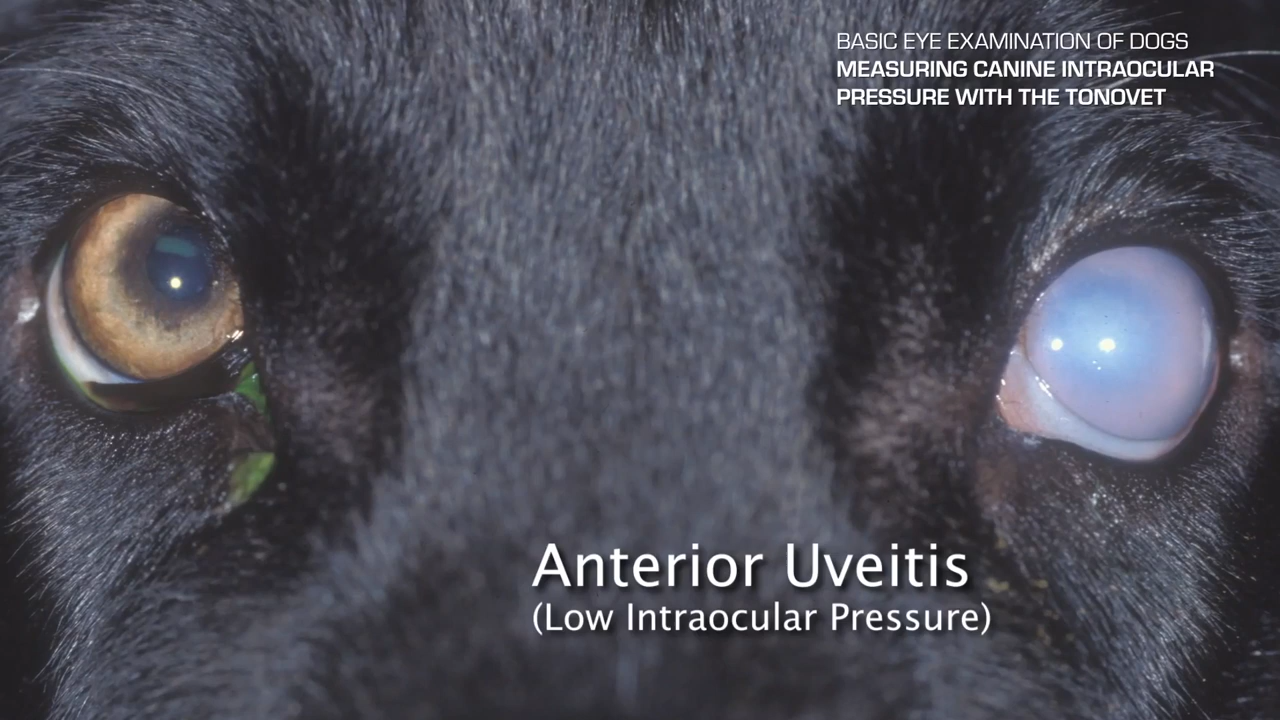 BASIC EYE EXAMINATION OF DOGS
MEASURING CANINE INTRAOCULAR
PRESSURE WITH THE TONOVET
Anterior Uveitis
(Low Intraocular Pressure)